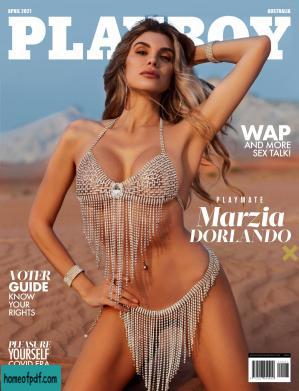 APRIL 2021
AUSTRALIA
PLAYBOY
WAP
AND MORE
SEX TALK!
PLAYMATE
Marzia
DORLANDO
VOTER
GUIDE
KNOW
YOUR
RIGHTS
PLEASURE
YOURSELF
COVID ERA
homeofpdf.com